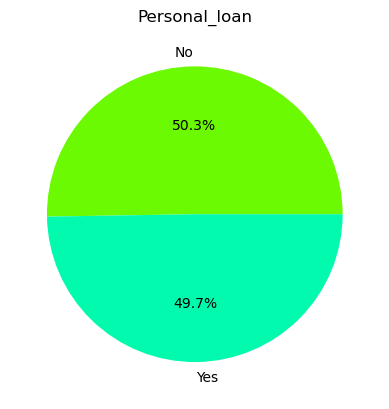 Personal_loan
No
50.3%
49.7%
Yes